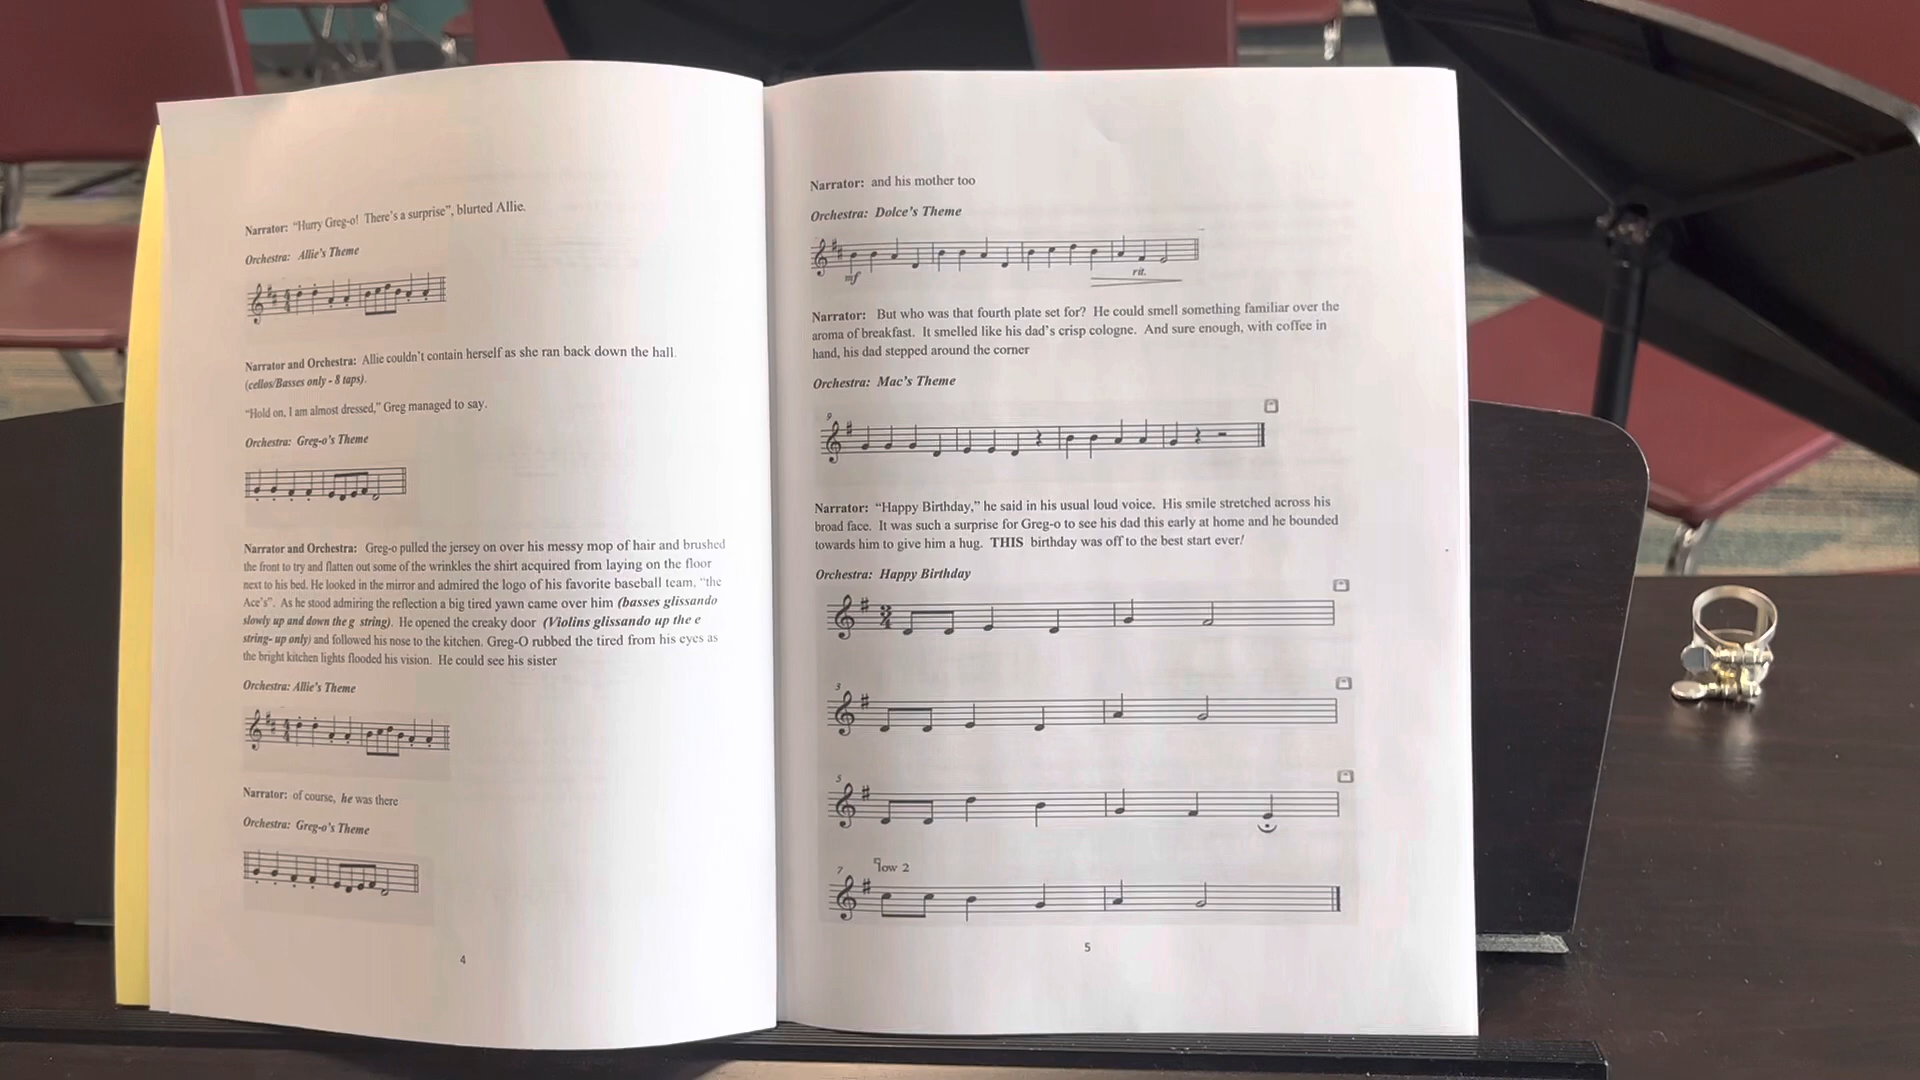 Narrator: “Hurry Greg-o!  There’s a surprise”, blurted Allie.
Orchestra:  Allie’s Theme
Narrator and Orchestra:  Allie couldn’t contain herself as she ran back down the hall.
(cellos/Basses only - 8 taps).
“Hold on, I am almost dressed,” Greg managed to say.
Orchestra:  Greg-o’s Theme
Narrator and Orchestra:  Greg-o pulled the jersey on over his messy mop of hair and brushed
the front to try and flatten out some of the wrinkles the shirt acquired from laying on the floor
next to his bed. He looked in the mirror and admired the logo of his favorite baseball team, “the
Ace’s”.  As he stood admiring the reflection a big tired yawn came over him (basses glissando
slowly up and down the g  string).  He opened the creaky door  (Violins glissando up the e
string- up only) and followed his nose to the kitchen. Greg-O rubbed the tired from his eyes as
the bright kitchen lights flooded his vision.  He could see his sister
Orchestra: Allie’s Theme
Narrator:  of course,  he was there
Orchestra:  Greg-o’s Theme
4
Narrator:  and his mother too
Orchestra:  Dolce’s Theme
mf
rit.
Narrator:   But who was that fourth plate set for?  He could smell something familiar over the
aroma of breakfast.  It smelled like his dad’s crisp cologne.  And sure enough, with coffee in
hand, his dad stepped around the corner
Orchestra:  Mac’s Theme
9
Narrator:  “Happy Birthday,” he said in his usual loud voice.  His smile stretched across his
broad face.  It was such a surprise for Greg-o to see his dad this early at home and he bounded
towards him to give him a hug.  THIS  birthday was off to the best start ever!
Orchestra:  Happy Birthday
3
4
3
5
7
low 2
5